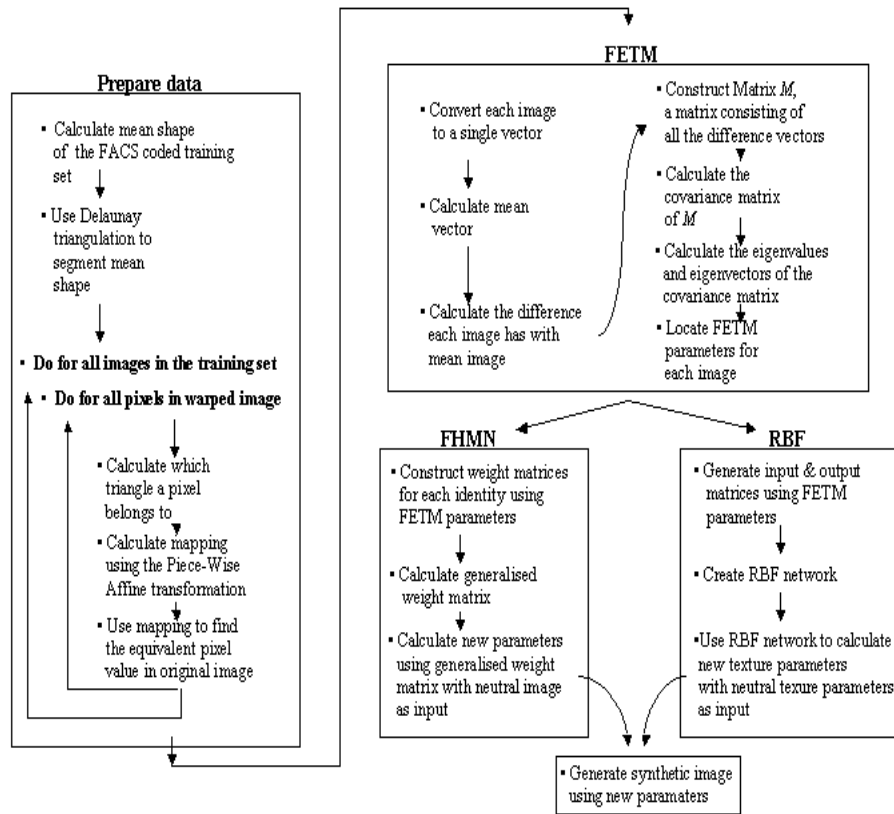 Prepare data
▪ Calculate mean shape
of the FACS coded training
set
▪ Use Delaunay
triangulation to
segment mean
shape
▪ Do for all images in the training set
▪ Do for all pixels in warped image
▪ Calculate which
triangle a pixel
belongs to
▪ Calculate mapping
using the Piece-Wise
Affine transformation
▪ Use mapping to find
the equivalent pixel
value in original image
FETM
▪ Convert each image
to a single vector
▪ Calculate mean
vector
▪ Calculate the difference
each image has with
mean image
▪ Construct Matrix M,
a matrix consisting of
all the difference vectors
▪ Calculate the
covariance matrix
of M
▪ Calculate the eigenvalues
and eigenvectors of the
covariance matrix
▪ Locate FETM
parameters for
each image
FHMN
▪ Construct weight matrices
for each identity using
FETM parameters
▪ Calculate generalised
weight matrix
▪ Calculate new parameters
using generalised weight
matrix with neutral image
as input
RBF
▪ Generate input & output
matrices using FETM
parameters
▪ Create RBF network
▪ Use RBF network to calculate
new texture parameters
with neutral texure parameters
as input
▪ Generate synthetic image
using new paramaters